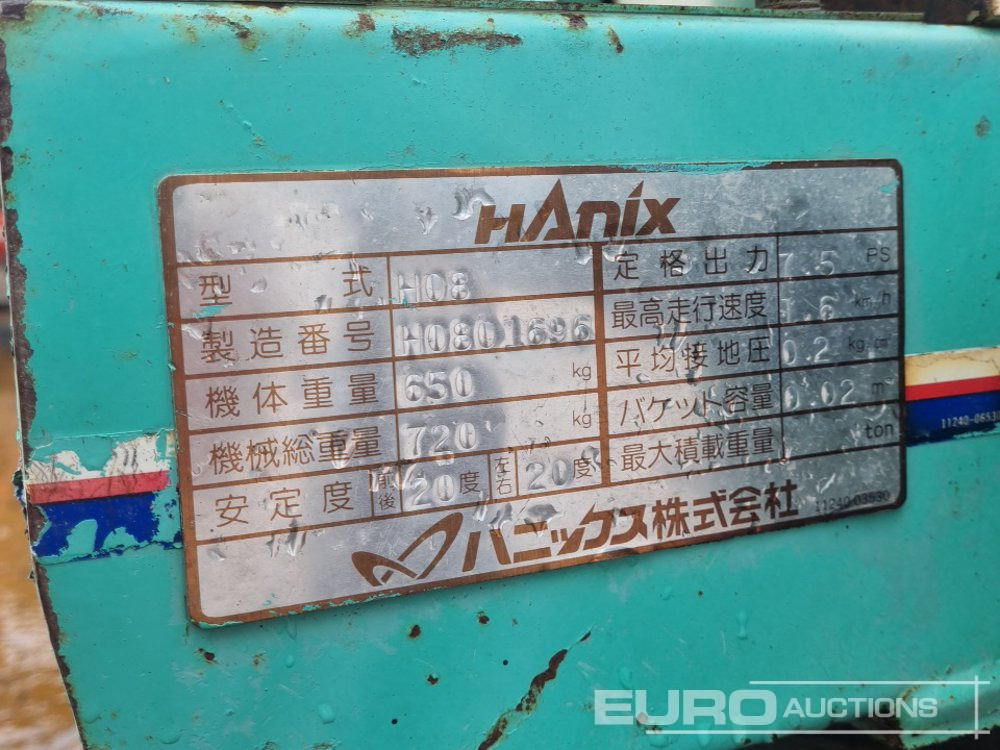 HANIX
型式 H08
製造番号 H0801696
機体重量 650 kg
機械総重量 720 kg
安定度 前後 20度 左右 20度
定格出力 7.5 PS
最高走行速度 1.6 km/h
平均接地圧 0.2 kg/cm²
バケット容量 0.02 m³
最大積載重量 ton
ハニックス株式会社 11240-03530
11240-0653
EURO AUCTIONS